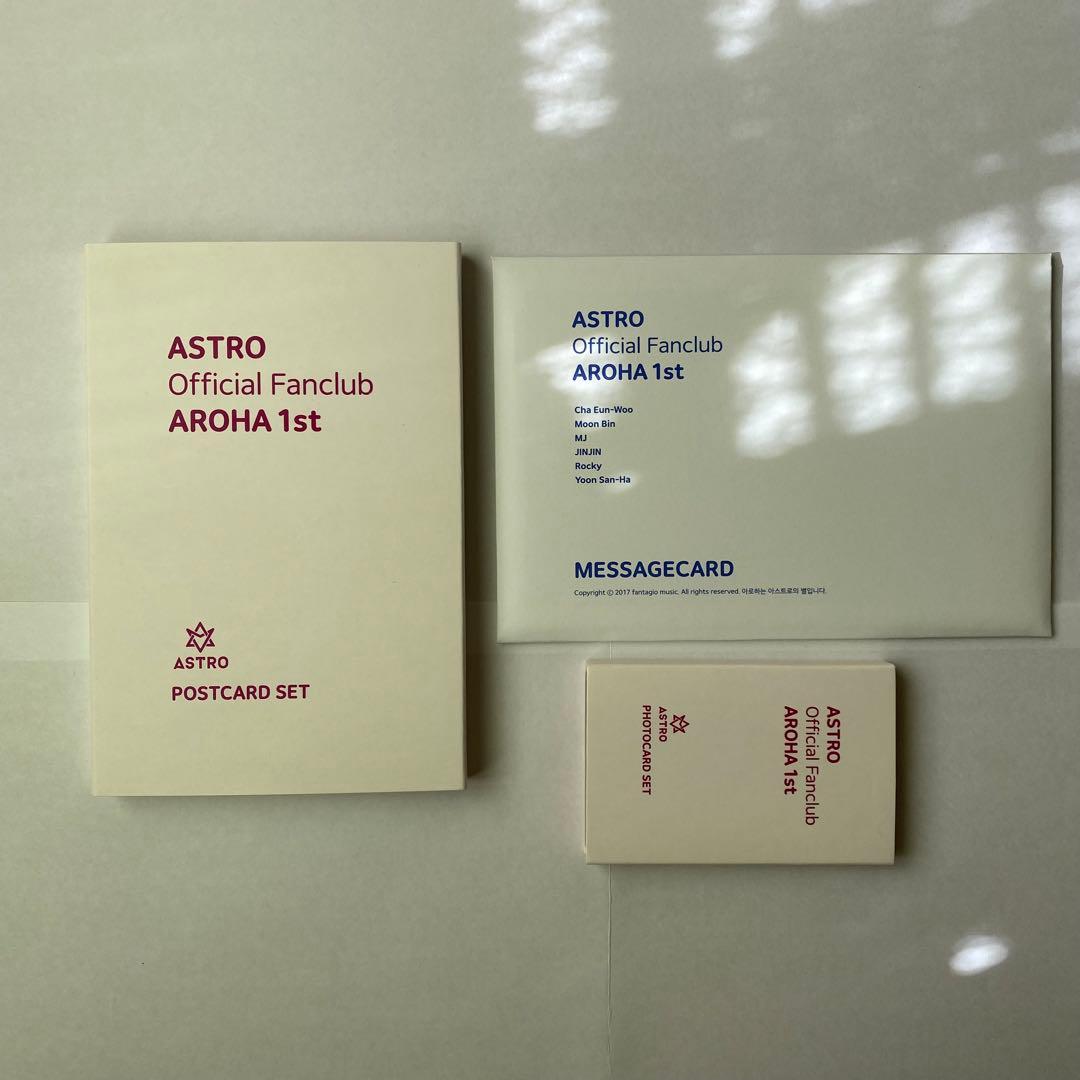 ASTRO
Official Fanclub
AROHA 1st
ASTRO
POSTCARD SET
ASTRO
Official Fanclub
AROHA 1st
Cha Eun-Woo
Moon Bin
MJ
JINJIN
Rocky
Yoon San-Ha
MESSAGECARD
Copyright ⓒ 2017 fantagio music. All rights reserved. 아로하는 아스트로의 별입니다.
ASTRO
Official Fanclub
AROHA 1st
ASTRO
PHOTOCARD SET